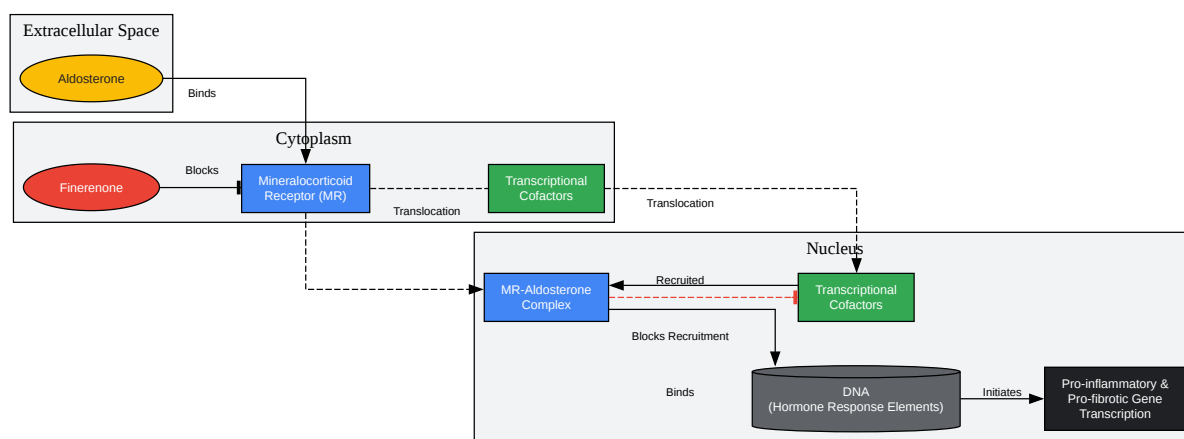 Extracellular Space
Aldosterone
Binds
Cytoplasm
Finerenone
Blocks
Mineralocorticoid
Receptor (MR)
Translocation
Transcriptional
Cofactors
Translocation
Nucleus
MR-Aldosterone
Complex
Recruited
Transcriptional
Cofactors
Blocks Recruitment
Binds
DNA
(Hormone Response Elements)
Initiates
Pro-inflammatory &
Pro-fibrotic Gene
Transcription